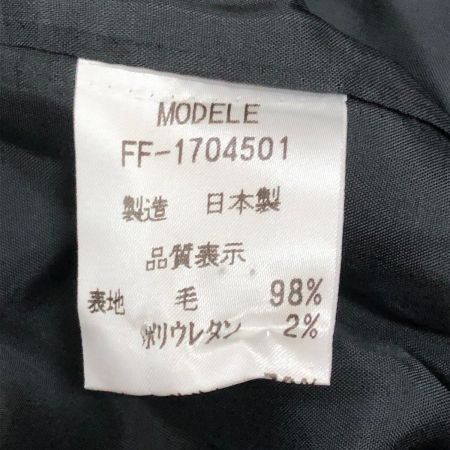 MODELE
FF-1704501
製造 日本製
品質表示
表地 毛 98%
ポリウレタン 2%